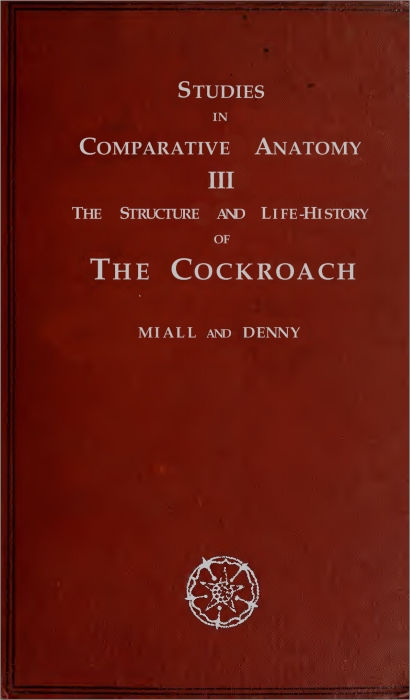 STUDIES
IN
COMPARATIVE ANATOMY
III
THE STRUCTURE AND LIFE-HISTORY
OF
THE COCKROACH
MIALL AND DENNY